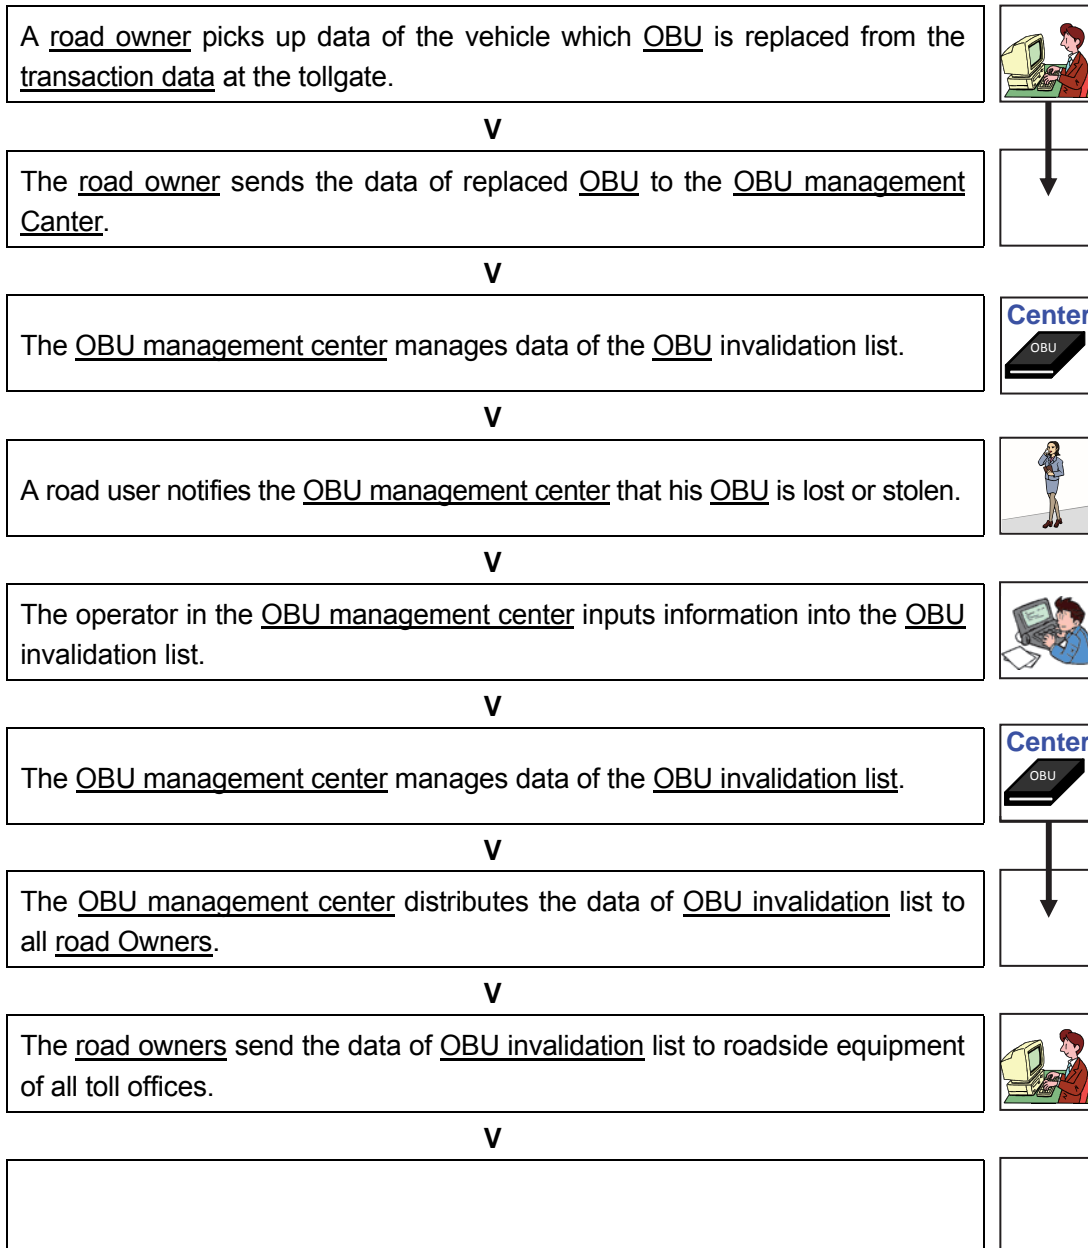 A road owner picks up data of the vehicle which OBU is replaced from the
transaction data at the tollgate.
V
The road owner sends the data of replaced OBU to the OBU management
Canter.
V
The OBU management center manages data of the OBU invalidation list.
Center
OBU
V
A road user notifies the OBU management center that his OBU is lost or stolen.
V
The operator in the OBU management center inputs information into the OBU
invalidation list.
V
The OBU management center manages data of the OBU invalidation list.
Center
OBU
V
The OBU management center distributes the data of OBU invalidation list to
all road Owners.
V
The road owners send the data of OBU invalidation list to roadside equipment
of all toll offices.
V